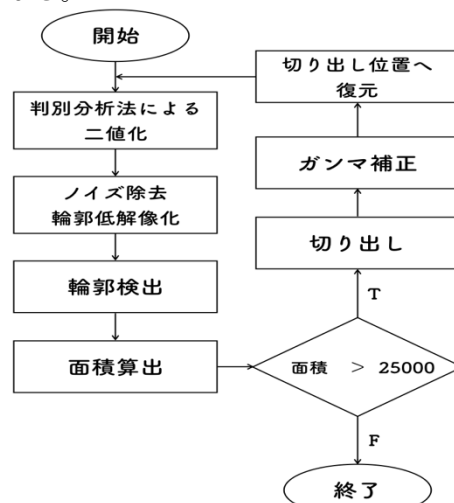 開始
判別分析法による
二値化
ノイズ除去
輪郭低解像化
輪郭検出
面積算出
面積 > 25000
T
切り出し
ガンマ補正
切り出し位置へ
復元
F
終了